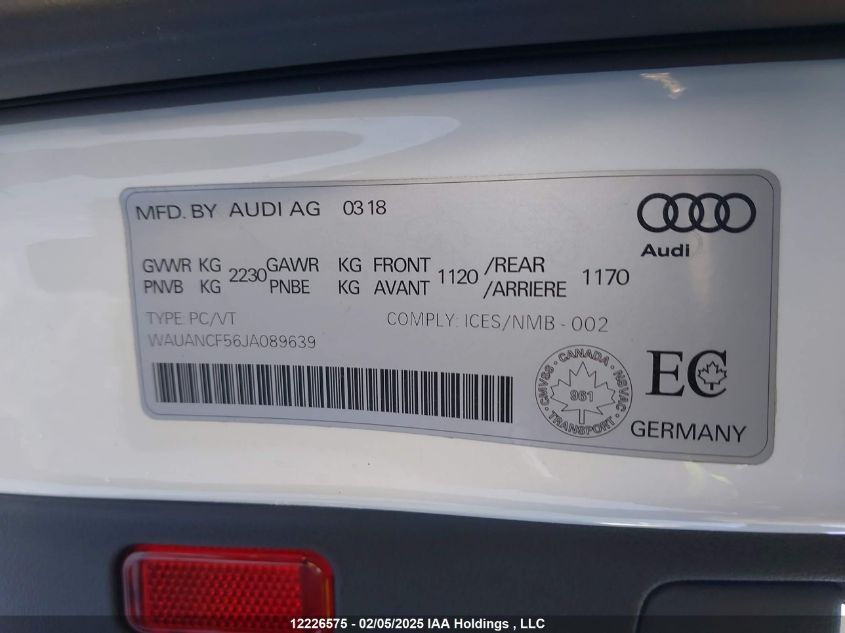 MFD. BY AUDI AG 0318
Audi
GVWR KG 2230 GAWR KG FRONT 1120 /REAR 1170
PNVB KG PNBE KG AVANT /ARRIERE
TYPE: PC/VT COMPLY: ICES/NMB - 002
WAUANCF56JA089639
CANADA
CMVSS NSVAC
961
TRANSPORT
EC
GERMANY
12226575 - 02/05/2025 IAA Holdings , LLC